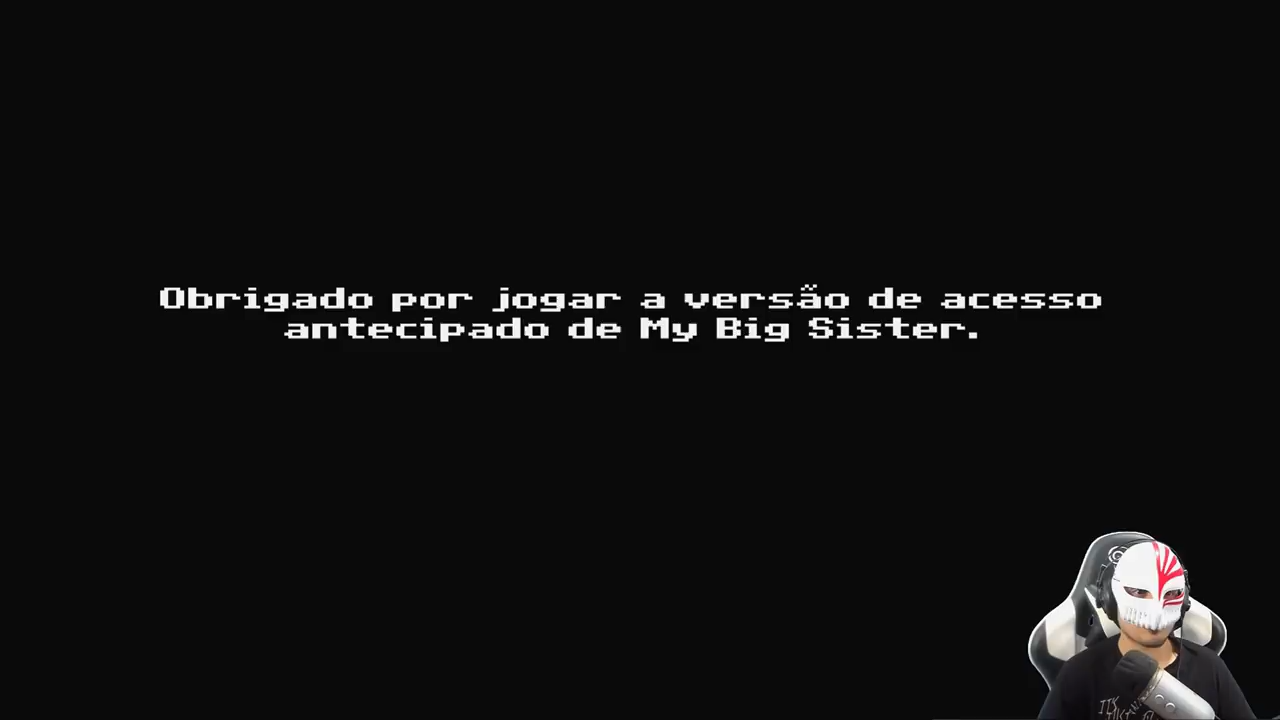 Obrigado por jogar a versão de acesso
antecipado de My Big Sister.